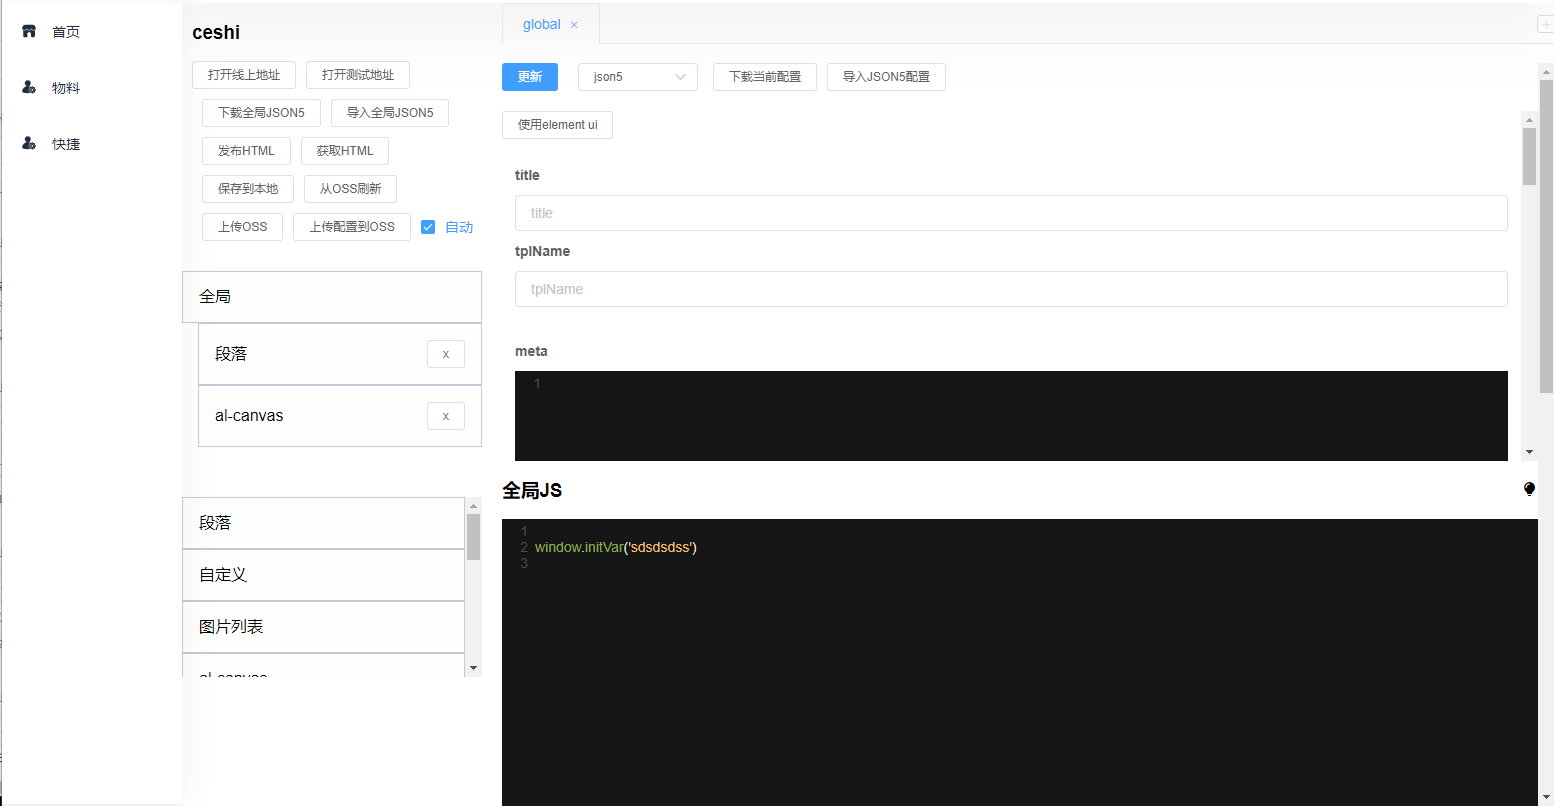 首页
物料
快捷
ceshi
打开线上地址 打开测试地址
下载全局JSON5 导入全局JSON5
发布HTML 获取HTML
保存到本地 从OSS刷新
上传OSS 上传配置到OSS 自动
全局
段落 x
al-canvas x
段落
自定义
图片列表
al-canvas
global ×
更新 json5 下载当前配置 导入JSON5配置
使用element ui
title
title
tplName
tplName
meta
1
全局JS
1
2 window.initVar('sdsdsdss')
3